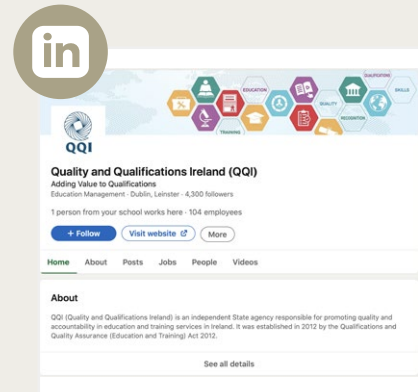 in
QUALIFICATION
EDUCATION
SKILLS
QUALITY
RECOGNITION
TRAINING
QQI
Quality and Qualifications Ireland (QQI)
Adding Value to Qualifications
Education Management · Dublin, Leinster · 4,300 followers
1 person from your school works here · 104 employees
+ Follow Visit website More
Home About Posts Jobs People Videos
About
QQI (Quality and Qualifications Ireland) is an independent State agency responsible for promoting quality and
accountability in education and training services in Ireland. It was established in 2012 by the Qualifications and
Quality Assurance (Education and Training) Act 2012.
See all details